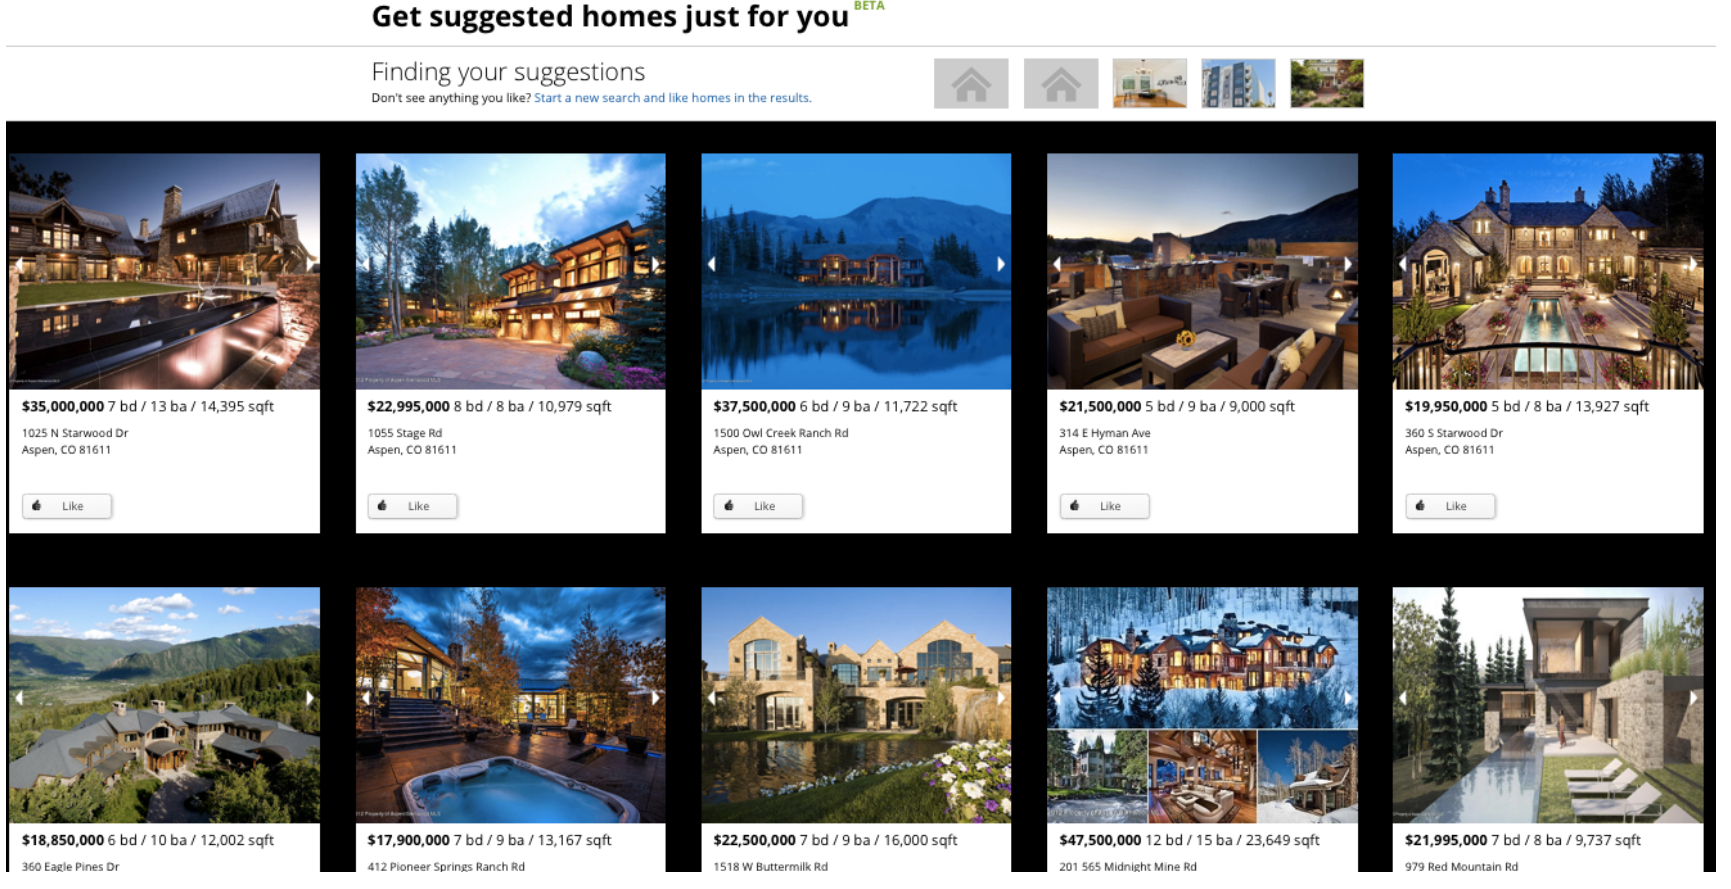 Get suggested homes just for you BETA
Finding your suggestions
Don't see anything you like? Start a new search and like homes in the results.
$35,000,000 7 bd / 13 ba / 14,395 sqft
1025 N Starwood Dr
Aspen, CO 81611
Like
$22,995,000 8 bd / 8 ba / 10,979 sqft
1055 Stage Rd
Aspen, CO 81611
Like
$37,500,000 6 bd / 9 ba / 11,722 sqft
1500 Owl Creek Ranch Rd
Aspen, CO 81611
Like
$21,500,000 5 bd / 9 ba / 9,000 sqft
314 E Hyman Ave
Aspen, CO 81611
Like
$19,950,000 5 bd / 8 ba / 13,927 sqft
360 S Starwood Dr
Aspen, CO 81611
Like
$18,850,000 6 bd / 10 ba / 12,002 sqft
360 Eagle Pines Dr
$17,900,000 7 bd / 9 ba / 13,167 sqft
412 Pioneer Springs Ranch Rd
$22,500,000 7 bd / 9 ba / 16,000 sqft
1518 W Buttermilk Rd
$47,500,000 12 bd / 15 ba / 23,649 sqft
201 565 Midnight Mine Rd
$21,995,000 7 bd / 8 ba / 9,737 sqft
979 Red Mountain Rd